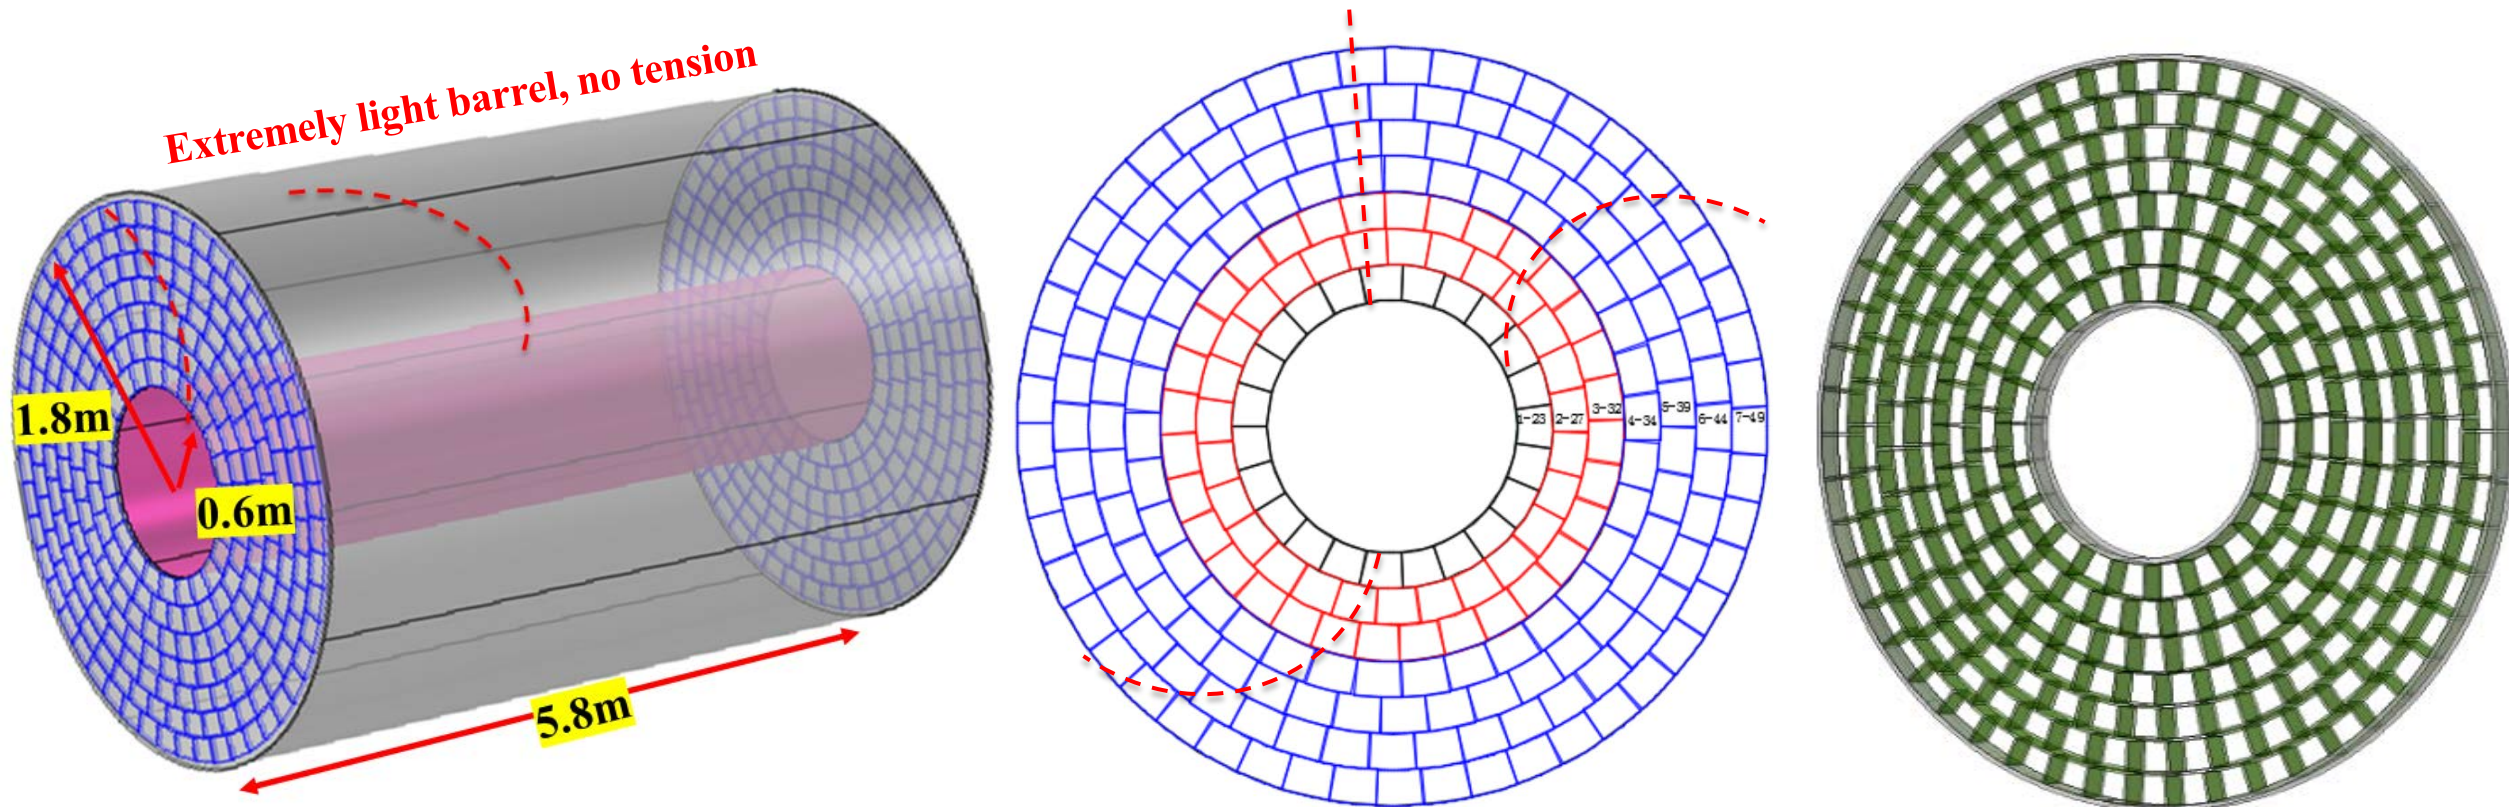 Extremely light barrel, no tension
1.8m
0.6m
5.8m
1-23
2-27
3-32
4-34
5-39
6-44
7-49